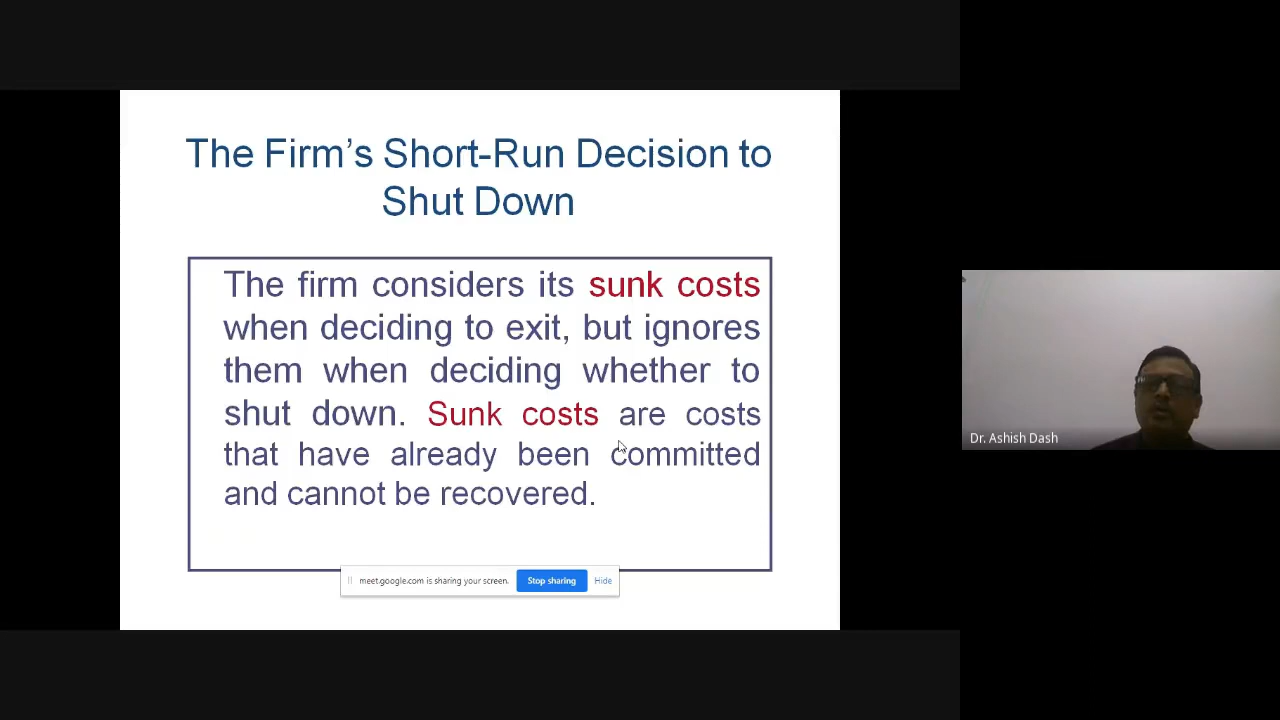 The Firm’s Short-Run Decision to
Shut Down
The firm considers its sunk costs
when deciding to exit, but ignores
them when deciding whether to
shut down. Sunk costs are costs
that have already been committed
and cannot be recovered.
meet.google.com is sharing your screen. Stop sharing Hide
Dr. Ashish Dash